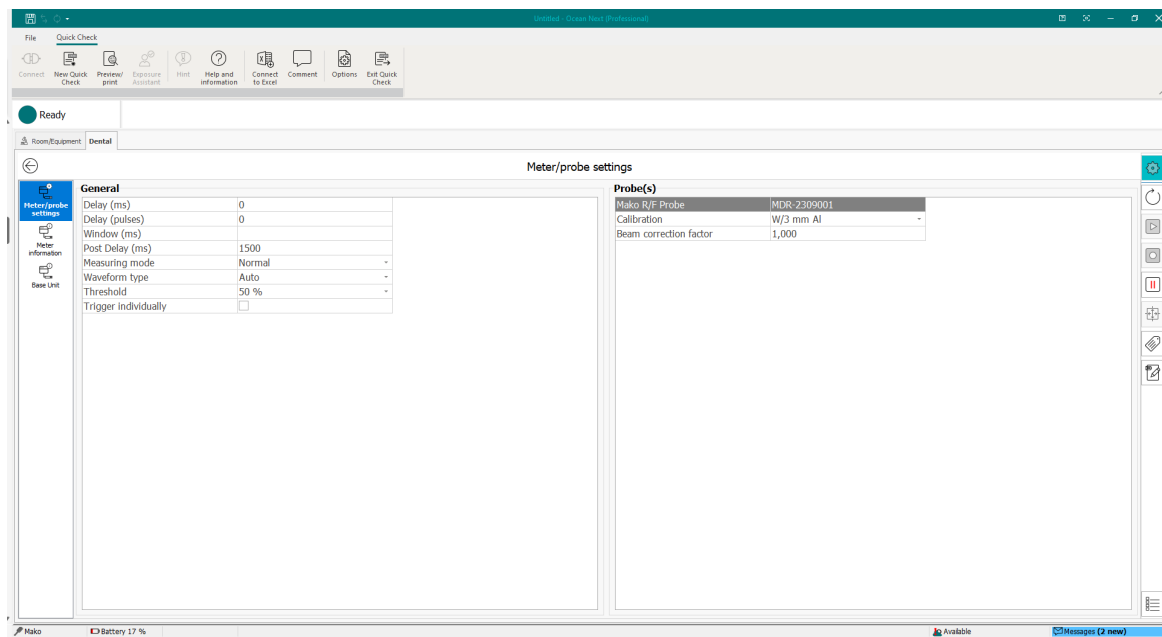 Untitled - Ocean Next (Professional)
File Quick Check
Connect New Quick Check Preview/ print Exposure Assistant Hint Help and information Connect to Excel Comment Options Exit Quick Check
Ready
Room/Equipment Dental
Meter/probe settings
Meter/probe settings
Meter information
Base Unit
General
Delay (ms) 0
Delay (pulses) 0
Window (ms)
Post Delay (ms) 1500
Measuring mode Normal
Waveform type Auto
Threshold 50 %
Trigger individually
Probe(s)
Mako R/F Probe MDR-2309001
Calibration W/3 mm Al
Beam correction factor 1,000
Mako Battery 17 % Available Messages (2 new)